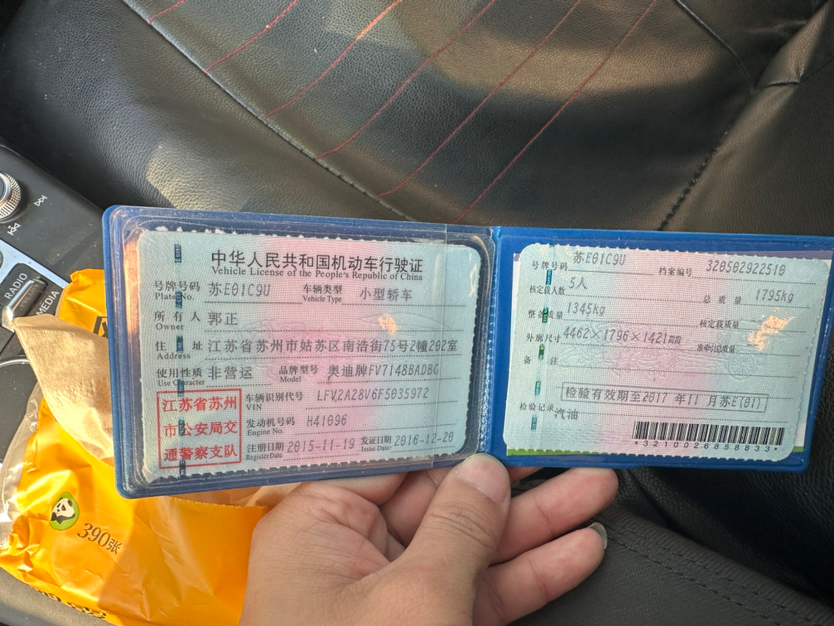 中华人民共和国机动车行驶证
Vehicle License of the People's Republic of China
号牌号码 苏E01C9U 车辆类型 小型轿车
Plate No. Vehicle Type
所有人 郭正
Owner
住址 江苏省苏州市姑苏区南浩街75号2幢202室
Address
使用性质 非营运 品牌型号 奥迪牌FV7148BADBG
Use Character Model
江苏省苏州
市公安局交
通警察支队
车辆识别代号 LFV2A28V6F5035972
VIN
发动机号码 H41096
Engine No.
注册日期 2015-11-19 发证日期 2016-12-20
Register Date Issue Date
号牌号码 苏E01C9U 档案编号 320502922510
核定载人数 5人 总质量 1795kg
整备质量 1345kg 核定载质量
外廓尺寸 4462×1796×1421mm 准牵引总质量
备注
检验有效期至2017年11月苏E(01)
检验记录 汽油
*3210026858833*
RADIO
MEDIA
390张